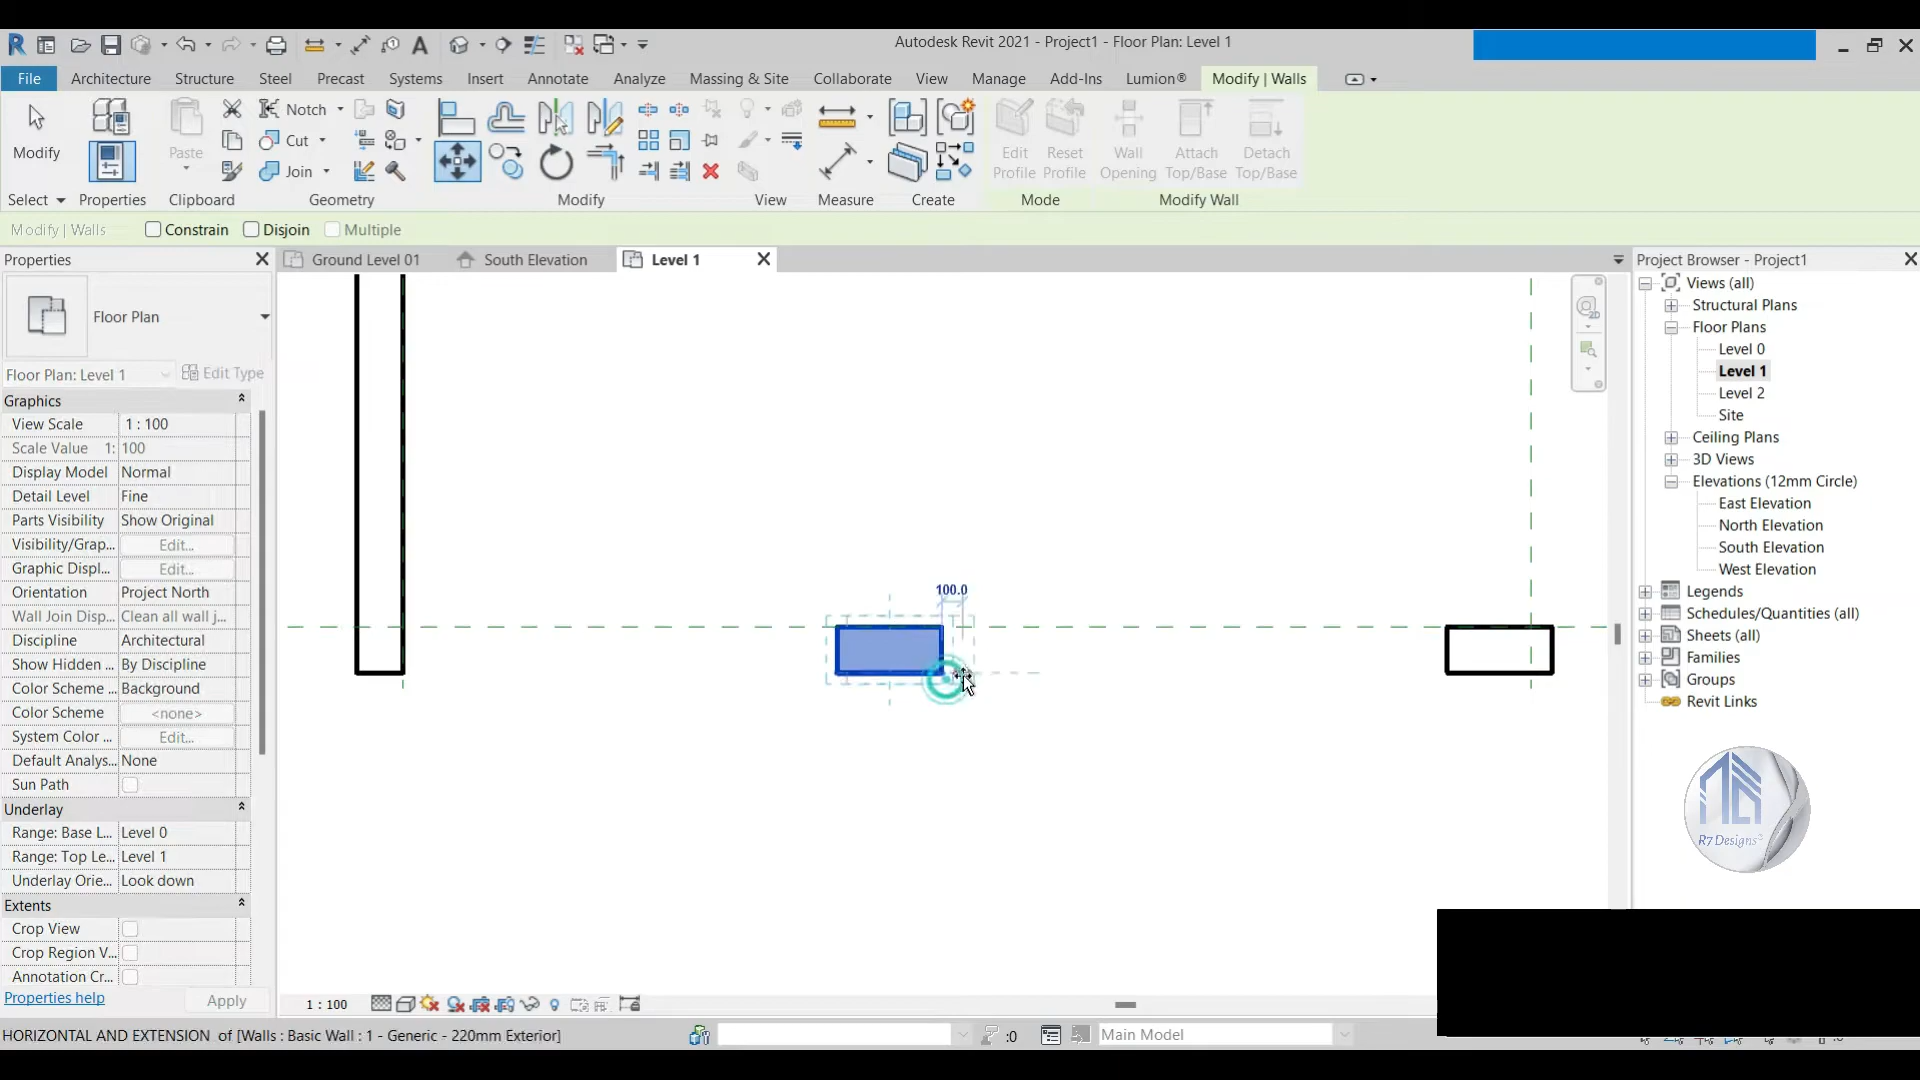 Autodesk Revit 2021 - Project1 - Floor Plan: Level 1
File Architecture Structure Steel Precast Systems Insert Annotate Analyze Massing & Site Collaborate View Manage Add-Ins Lumion® Modify | Walls
Modify
Paste
Notch
Cut
Join
Edit Profile
Reset Profile
Wall Opening
Attach Top/Base
Detach Top/Base
Select Properties Clipboard Geometry Modify View Measure Create Mode Modify Wall
Modify | Walls Constrain Disjoin Multiple
Properties
Ground Level 01 South Elevation Level 1
Floor Plan
Floor Plan: Level 1 Edit Type
Graphics
View Scale 1 : 100
Scale Value 1: 100
Display Model Normal
Detail Level Fine
Parts Visibility Show Original
Visibility/Grap... Edit...
Graphic Displ... Edit...
Orientation Project North
Wall Join Disp... Clean all wall j...
Discipline Architectural
Show Hidden ... By Discipline
Color Scheme ... Background
Color Scheme <none>
System Color ... Edit...
Default Analys... None
Sun Path
Underlay
Range: Base L... Level 0
Range: Top Le... Level 1
Underlay Orie... Look down
Extents
Crop View
Crop Region V...
Annotation Cr...
Properties help Apply
100.0
Project Browser - Project1
Views (all)
Structural Plans
Floor Plans
Level 0
Level 1
Level 2
Site
Ceiling Plans
3D Views
Elevations (12mm Circle)
East Elevation
North Elevation
South Elevation
West Elevation
Legends
Schedules/Quantities (all)
Sheets (all)
Families
Groups
Revit Links
R7 Designs
1 : 100
HORIZONTAL AND EXTENSION of [Walls : Basic Wall : 1 - Generic - 220mm Exterior] :0 Main Model